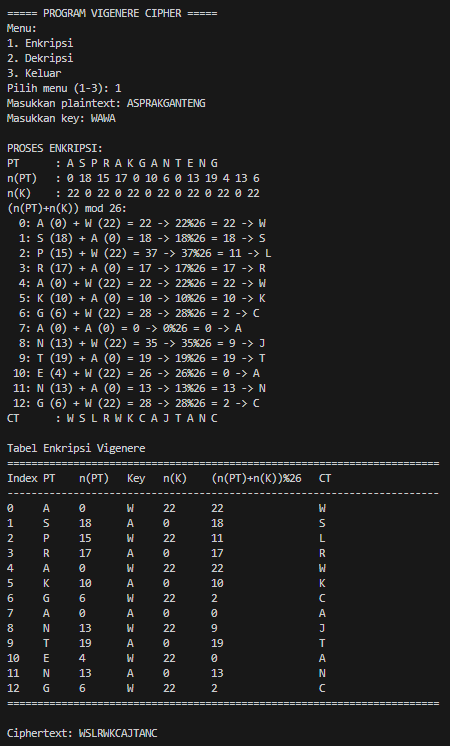 ===== PROGRAM VIGENERE CIPHER =====
Menu:
1. Enkripsi
2. Dekripsi
3. Keluar
Pilih menu (1-3): 1
Masukkan plaintext: ASPRAKGANTENG
Masukkan key: WAWA
PROSES ENKRIPSI:
PT : A S P R A K G A N T E N G
n(PT) : 0 18 15 17 0 10 6 0 13 19 4 13 6
n(K) : 22 0 22 0 22 0 22 0 22 0 22 0 22
(n(PT)+n(K)) mod 26:
0: A (0) + W (22) = 22 -> 22%26 = 22 -> W
1: S (18) + A (0) = 18 -> 18%26 = 18 -> S
2: P (15) + W (22) = 37 -> 37%26 = 11 -> L
3: R (17) + A (0) = 17 -> 17%26 = 17 -> R
4: A (0) + W (22) = 22 -> 22%26 = 22 -> W
5: K (10) + A (0) = 10 -> 10%26 = 10 -> K
6: G (6) + W (22) = 28 -> 28%26 = 2 -> C
7: A (0) + A (0) = 0 -> 0%26 = 0 -> A
8: N (13) + W (22) = 35 -> 35%26 = 9 -> J
9: T (19) + A (0) = 19 -> 19%26 = 19 -> T
10: E (4) + W (22) = 26 -> 26%26 = 0 -> A
11: N (13) + A (0) = 13 -> 13%26 = 13 -> N
12: G (6) + W (22) = 28 -> 28%26 = 2 -> C
CT : W S L R W K C A J T A N C
Tabel Enkripsi Vigenere
========================================================================
Index PT n(PT) Key n(K) (n(PT)+n(K))%26 CT
------------------------------------------------------------------------
0 A 0 W 22 22 W
1 S 18 A 0 18 S
2 P 15 W 22 11 L
3 R 17 A 0 17 R
4 A 0 W 22 22 W
5 K 10 A 0 10 K
6 G 6 W 22 2 C
7 A 0 A 0 0 A
8 N 13 W 22 9 J
9 T 19 A 0 19 T
10 E 4 W 22 0 A
11 N 13 A 0 13 N
12 G 6 W 22 2 C
========================================================================
Ciphertext: WSLRWKCAJTANC